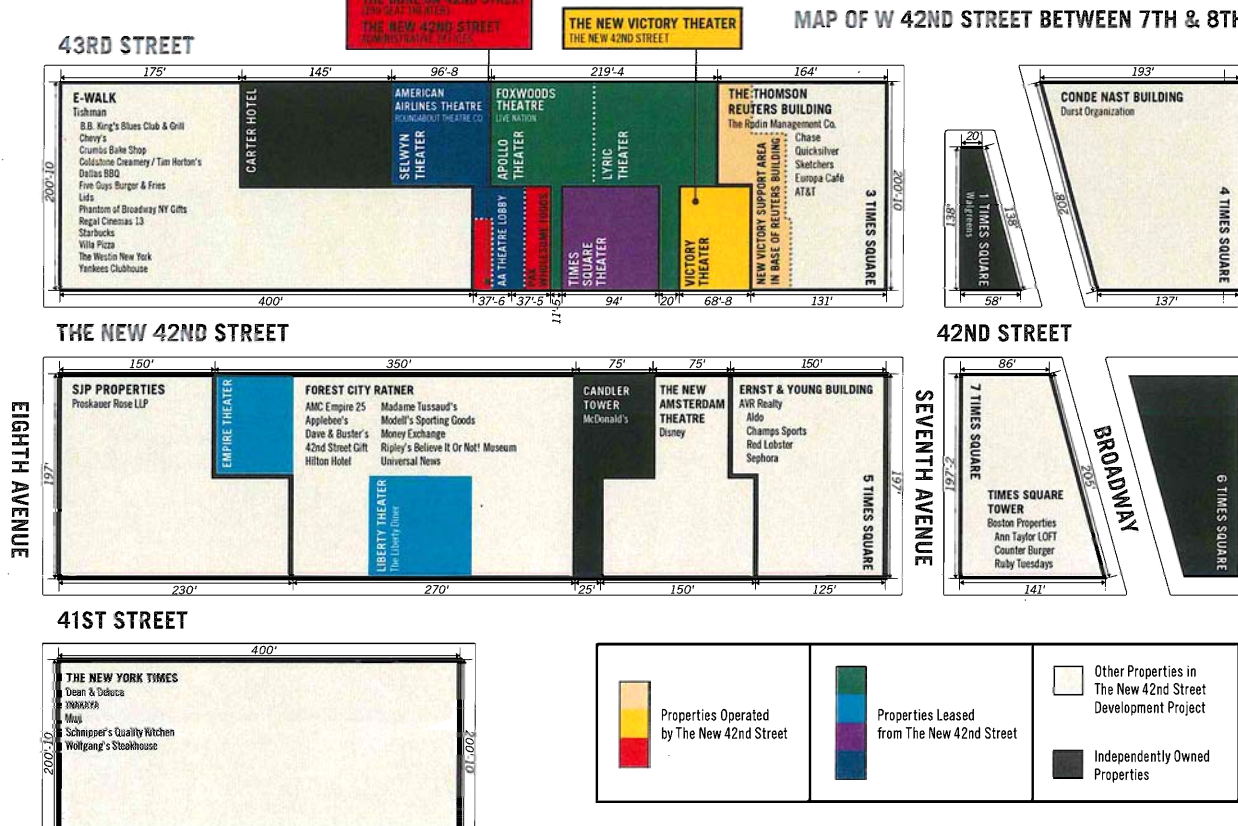 THE DUKE ON 42ND STREET
(199 SEAT THEATER)
THE NEW 42ND STREET
ADMINISTRATIVE OFFICES
THE NEW VICTORY THEATER
THE NEW 42ND STREET
MAP OF W 42ND STREET BETWEEN 7TH & 8TH
43RD STREET
175'
145'
96'-8
219'-4
164'
193'
E-WALK
Tishman
B.B. King's Blues Club & Grill
Chevy's
Crumbs Bake Shop
Coldstone Creamery / Tim Horton's
Dallas BBQ
Five Guys Burger & Fries
Lids
Phantom of Broadway NY Gifts
Regal Cinemas 13
Starbucks
Villa Pizza
The Westin New York
Yankees Clubhouse
200'-10
CARTER HOTEL
AMERICAN
AIRLINES THEATRE
ROUNDABOUT THEATRE CO
SELWYN
THEATER
FOXWOODS
THEATRE
LIVE NATION
APOLLO
THEATER
LYRIC
THEATER
AA THEATRE LOBBY
WHOLESOME FOODS
TIMES
SQUARE
THEATER
VICTORY
THEATER
THE THOMSON
REUTERS BUILDING
The Rudin Management Co.
Chase
Quicksilver
Sketchers
Europa Café
AT&T
NEW VICTORY SUPPORT AREA
IN BASE OF REUTERS BUILDING
3 TIMES SQUARE
200'-10
20'
138'
1 TIMES SQUARE
Walgreens
138'
58'
CONDE NAST BUILDING
Durst Organization
208'
4 TIMES SQUARE
137'
400'
37'-6
37'-5
11'-5
94'
20'
68'-8
131'
THE NEW 42ND STREET
42ND STREET
150'
350'
75'
75'
150'
86'
EIGHTH AVENUE
197'
SJP PROPERTIES
Proskauer Rose LLP
EMPIRE THEATER
FOREST CITY RATNER
AMC Empire 25
Applebee's
Dave & Buster's
42nd Street Gift
Hilton Hotel
Madame Tussaud's
Modell's Sporting Goods
Money Exchange
Ripley's Believe It Or Not! Museum
Universal News
LIBERTY THEATER
The Liberty Diner
CANDLER
TOWER
McDonald's
THE NEW
AMSTERDAM
THEATRE
Disney
ERNST & YOUNG BUILDING
AVR Realty
Aldo
Champs Sports
Red Lobster
Sephora
5 TIMES SQUARE
197'
SEVENTH AVENUE
197'-2
7 TIMES SQUARE
TIMES SQUARE
TOWER
Boston Properties
Ann Taylor LOFT
Counter Burger
Ruby Tuesdays
205'
BROADWAY
6 TIMES SQUARE
230'
270'
25'
150'
125'
141'
41ST STREET
400'
THE NEW YORK TIMES
Dean & Deluca
Muji
Schnipper's Quality Kitchen
Wolfgang's Steakhouse
200'-10
200'-10
Properties Operated
by The New 42nd Street
Properties Leased
from The New 42nd Street
Other Properties in
The New 42nd Street
Development Project
Independently Owned
Properties